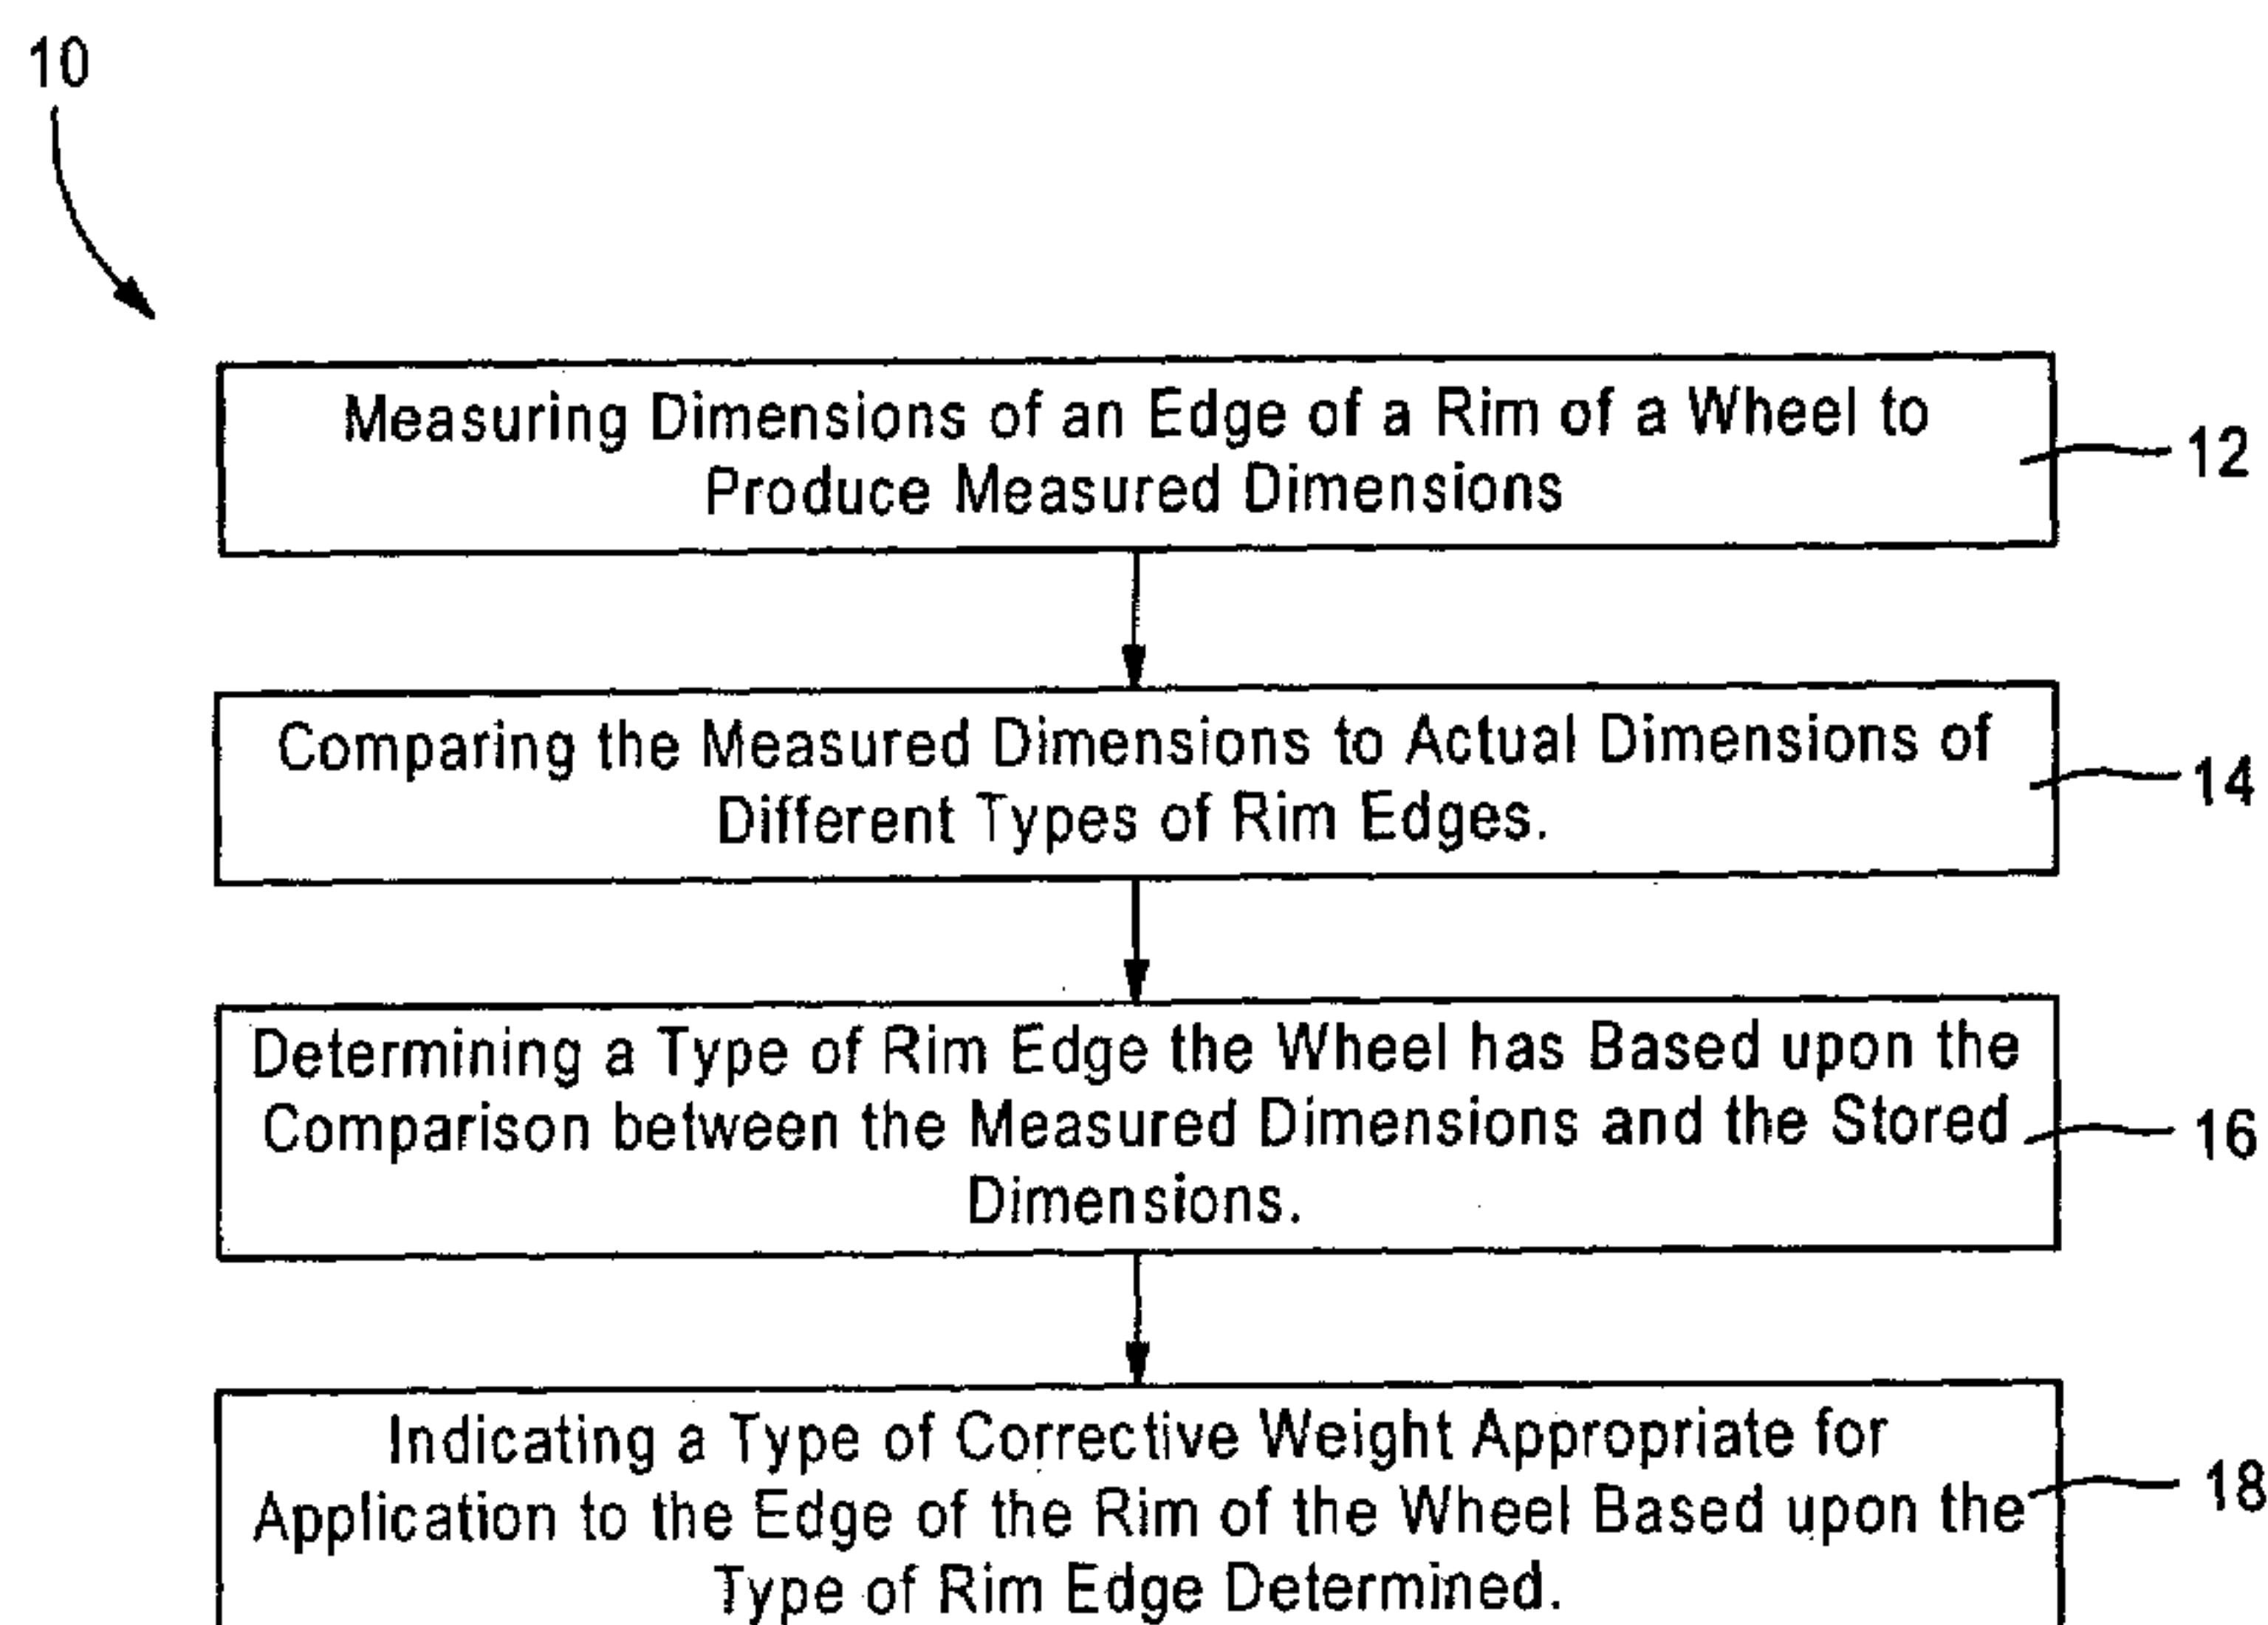 10
Measuring Dimensions of an Edge of a Rim of a Wheel to
Produce Measured Dimensions
12
Comparing the Measured Dimensions to Actual Dimensions of
Different Types of Rim Edges.
14
Determining a Type of Rim Edge the Wheel has Based upon the
Comparison between the Measured Dimensions and the Stored
Dimensions.
16
Indicating a Type of Corrective Weight Appropriate for
Application to the Edge of the Rim of the Wheel Based upon the
Type of Rim Edge Determined.
18